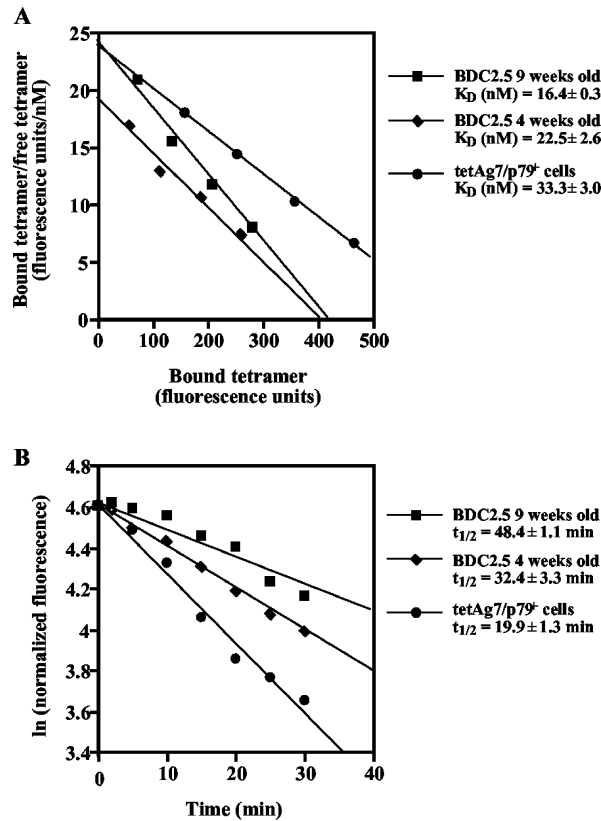 A
25
20
15
10
5
0
Bound tetramer/free tetramer
(fluorescence units/nM)
0 100 200 300 400 500
Bound tetramer
(fluorescence units)
BDC2.5 9 weeks old
KD (nM) = 16.4± 0.3
BDC2.5 4 weeks old
KD (nM) = 22.5± 2.6
tetAg7/p79+ cells
KD (nM) = 33.3± 3.0
B
4.8
4.6
4.4
4.2
4
3.8
3.6
3.4
ln (normalized fluorescence)
0 10 20 30 40
Time (min)
BDC2.5 9 weeks old
t1/2 = 48.4± 1.1 min
BDC2.5 4 weeks old
t1/2 = 32.4± 3.3 min
tetAg7/p79+ cells
t1/2 = 19.9± 1.3 min